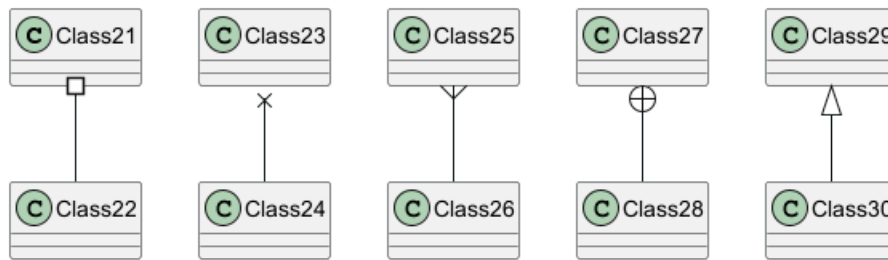 C Class21
C Class23
C Class25
C Class27
C Class29
C Class22
C Class24
C Class26
C Class28
C Class30